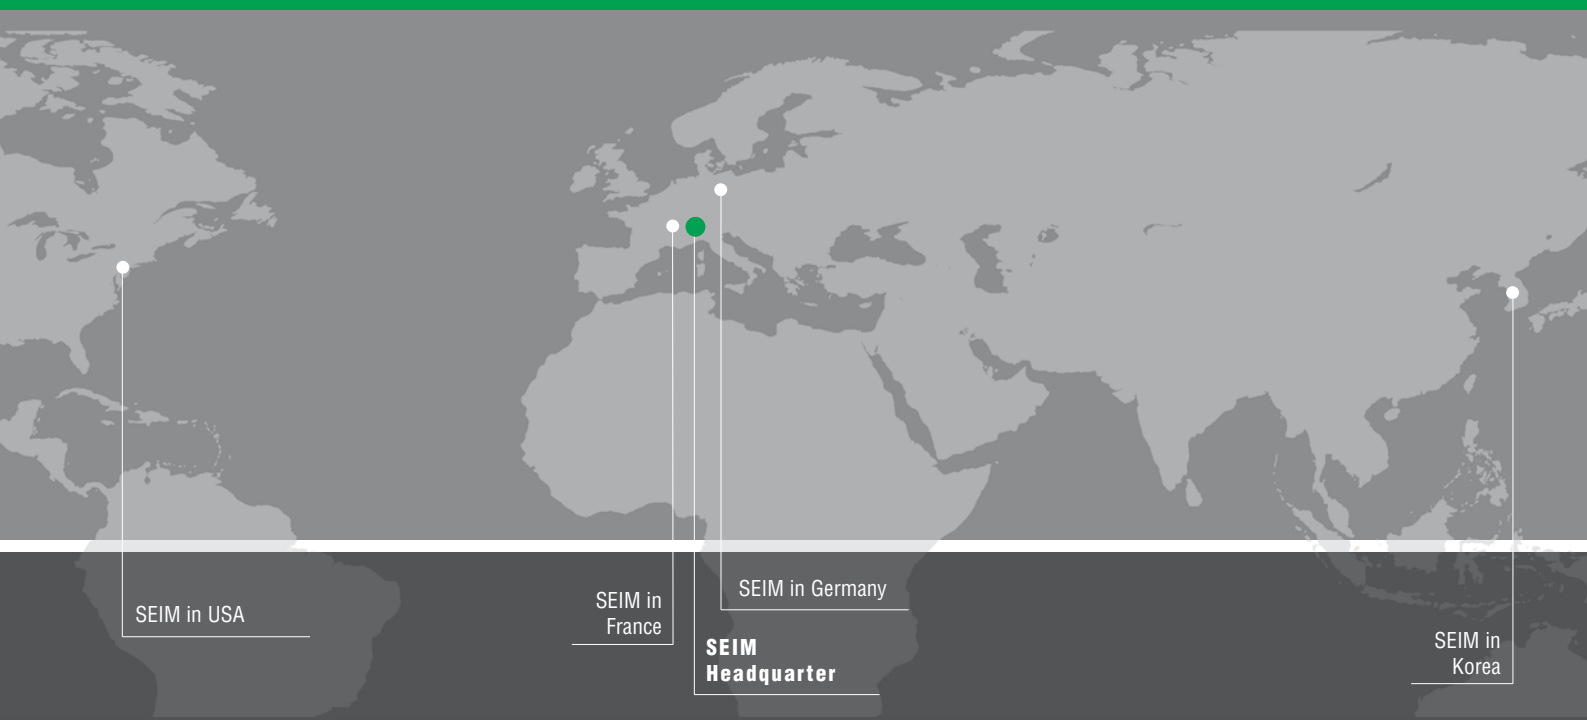 SEIM in USA
SEIM in
France
SEIM in Germany
SEIM
Headquarter
SEIM in
Korea